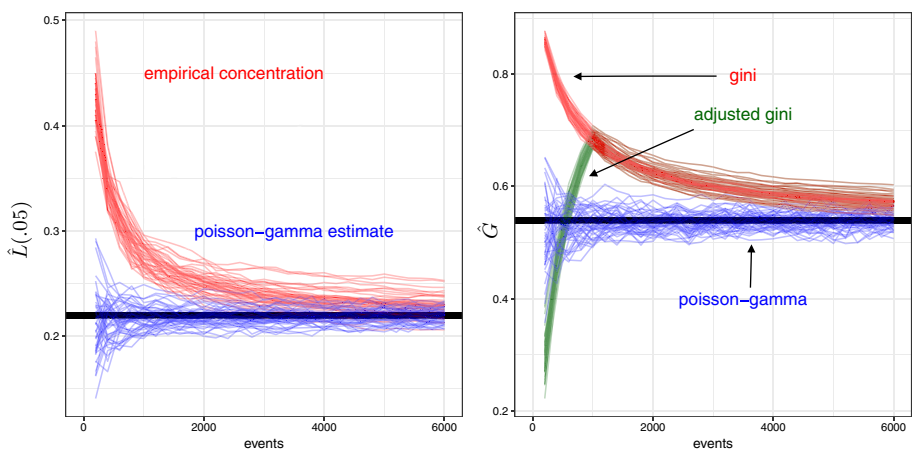 0.5
0.4
0.3
0.2
L̂(.05)
empirical concentration
poisson−gamma estimate
0
2000
4000
6000
events
0.8
0.6
0.4
0.2
Ĝ
gini
adjusted gini
poisson−gamma
0
2000
4000
6000
events